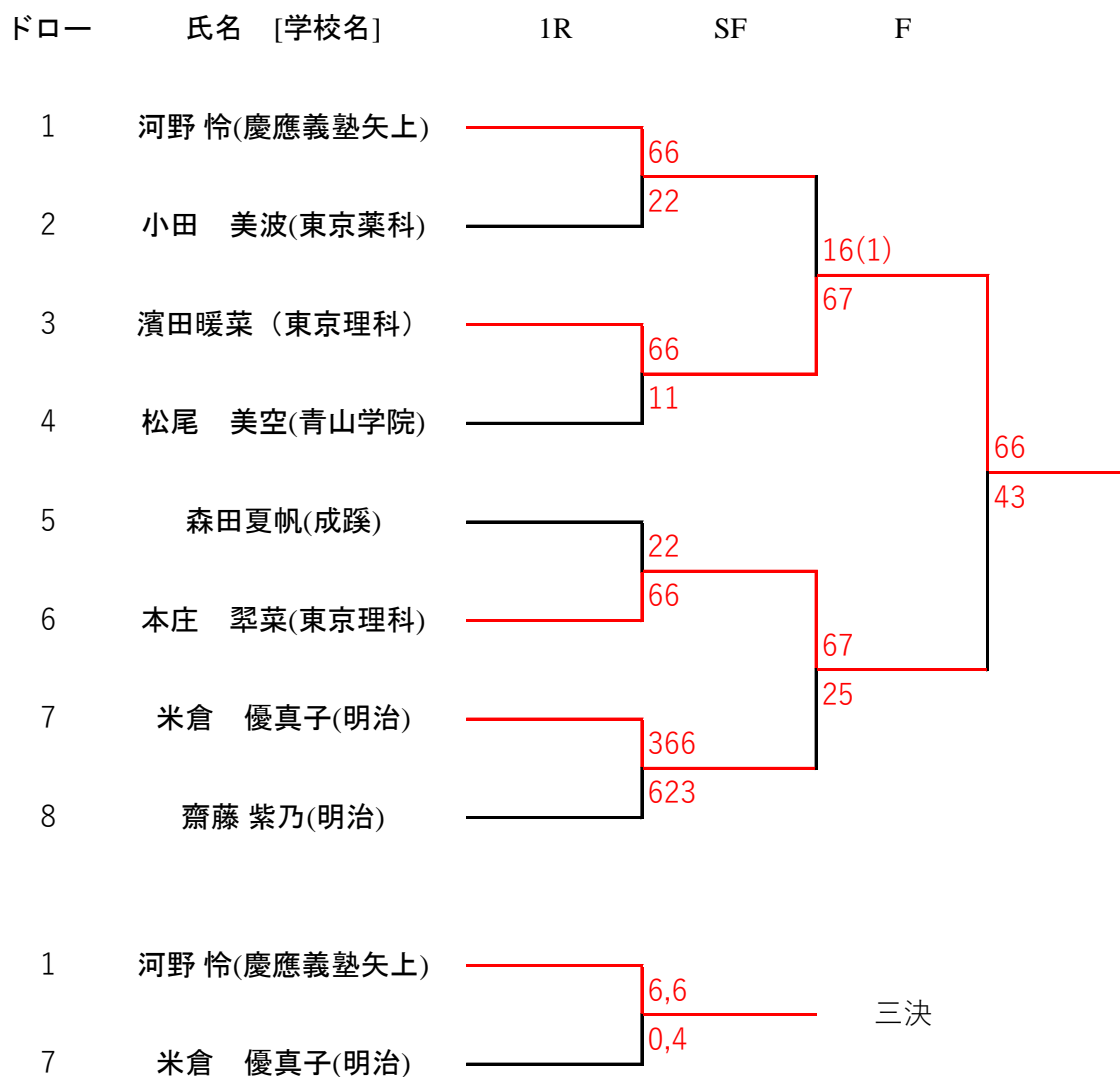 ドロー 氏名 [学校名] 1R SF F
1 河野 怜(慶應義塾矢上)
66
22
2 小田 美波(東京薬科)
16(1)
67
3 濱田暖菜（東京理科）
66
11
4 松尾 美空(青山学院)
66
43
5 森田夏帆(成蹊)
22
66
6 本庄 翠菜(東京理科)
67
25
7 米倉 優真子(明治)
366
623
8 齋藤 紫乃(明治)
1 河野 怜(慶應義塾矢上)
6,6
三決
0,4
7 米倉 優真子(明治)